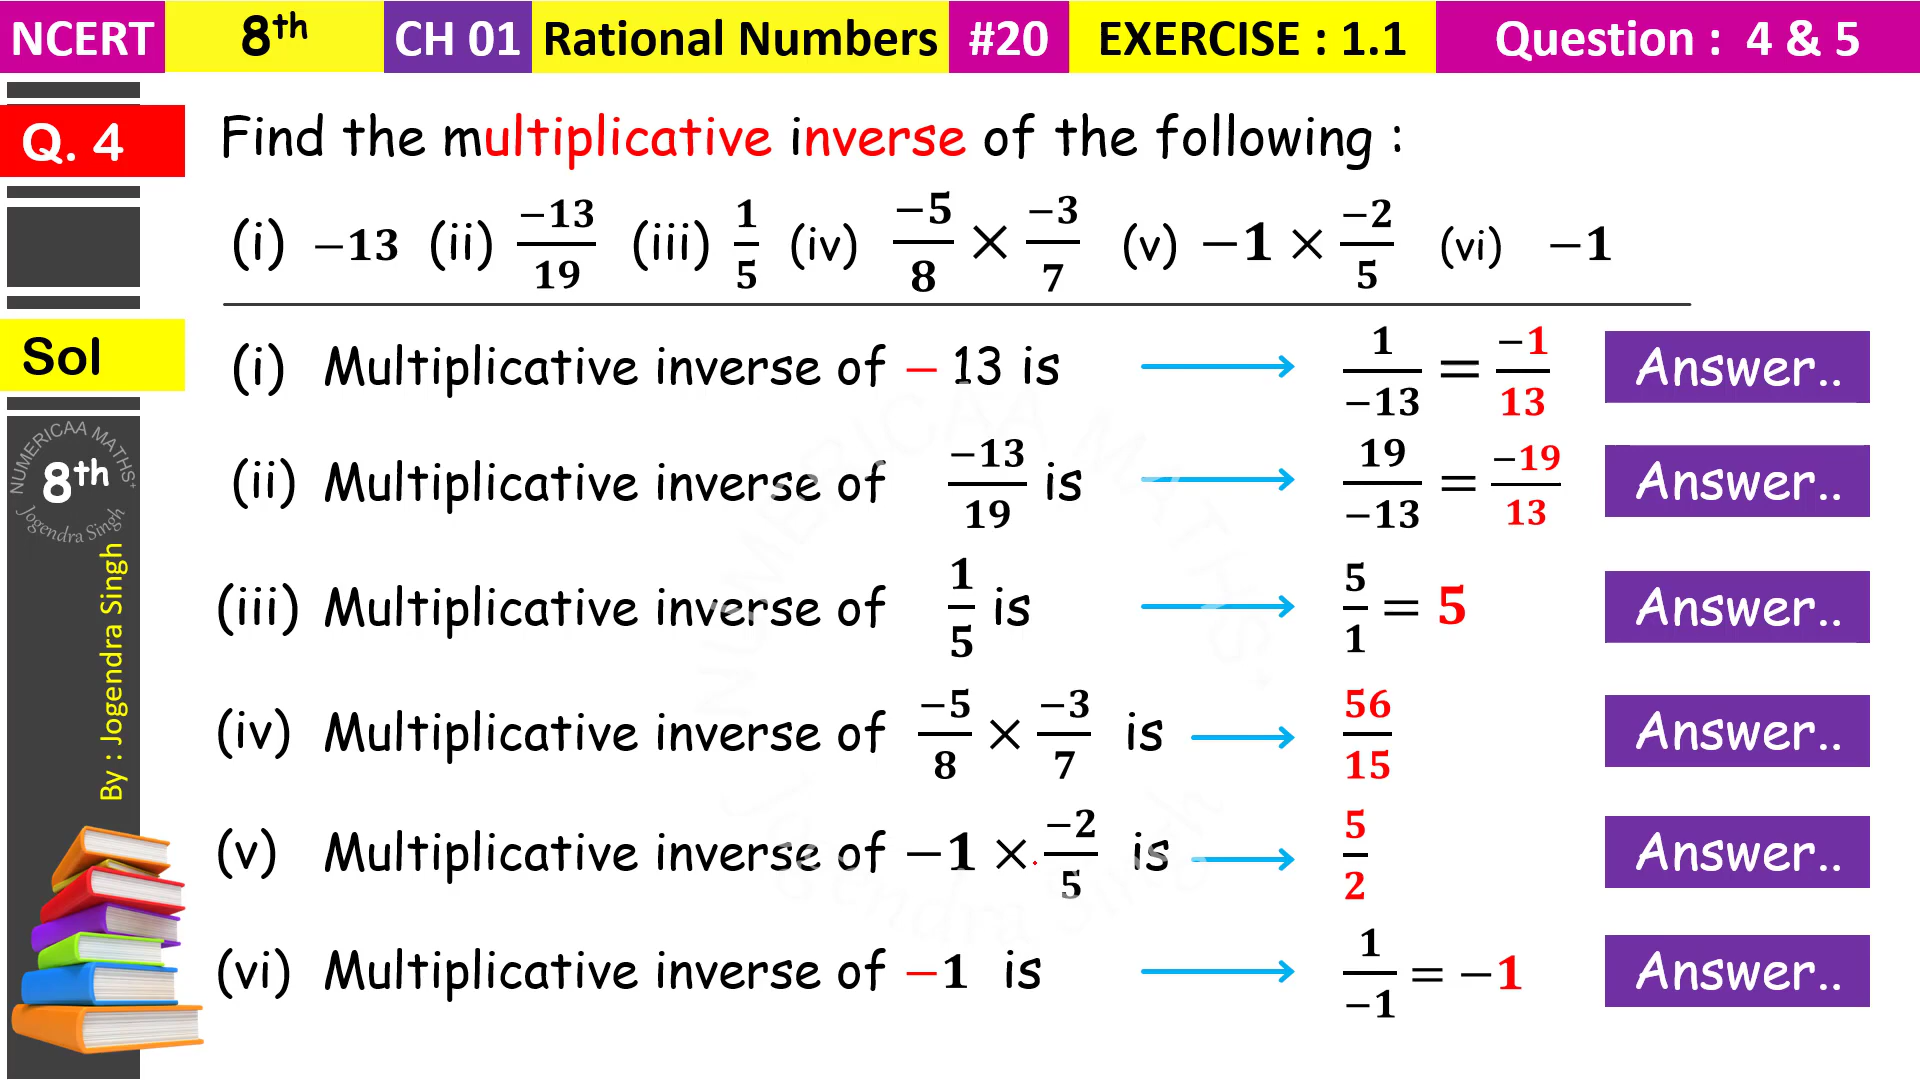 NCERT 8th CH 01 Rational Numbers #20 EXERCISE : 1.1 Question : 4 & 5
Q. 4 Find the multiplicative inverse of the following :
(i) −13 (ii) −13/19 (iii) 1/5 (iv) −5/8 × −3/7 (v) −1 × −2/5 (vi) −1
Sol
(i) Multiplicative inverse of − 13 is 1/−13 = −1/13 Answer..
(ii) Multiplicative inverse of −13/19 is 19/−13 = −19/13 Answer..
(iii) Multiplicative inverse of 1/5 is 5/1 = 5 Answer..
(iv) Multiplicative inverse of −5/8 × −3/7 is 56/15 Answer..
(v) Multiplicative inverse of −1 × −2/5 is 5/2 Answer..
(vi) Multiplicative inverse of −1 is 1/−1 = −1 Answer..
NUMERICAA MATHS+
8th
Jogendra Singh
By : Jogendra Singh
NUMERICAA MATHS+
Jogendra Singh